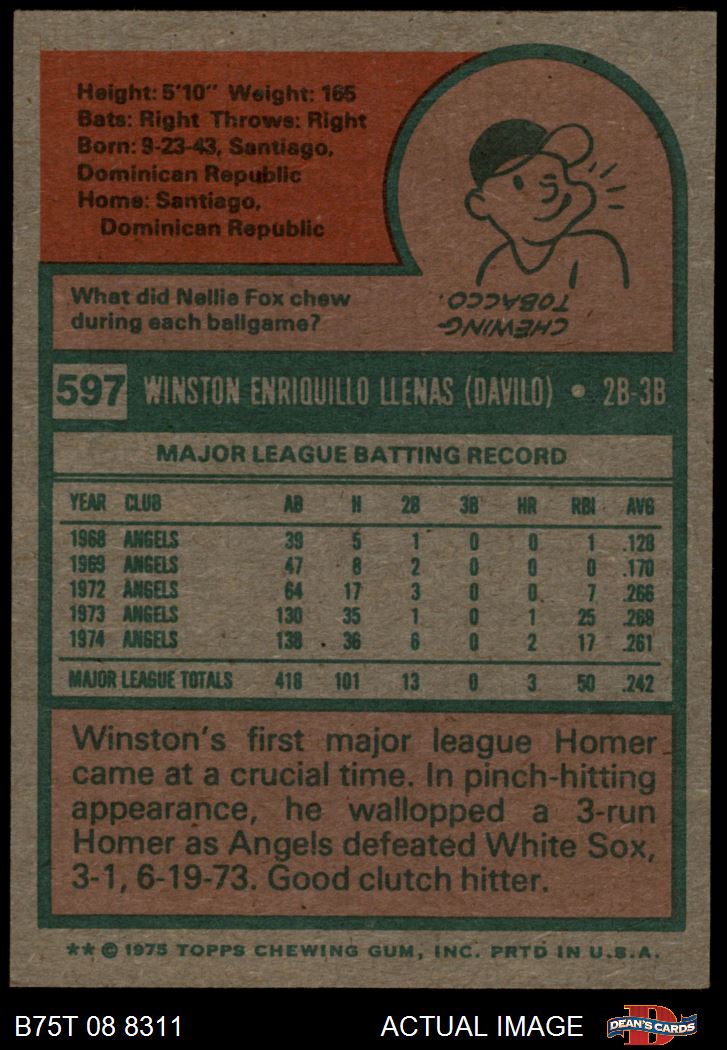 Height: 5'10" Weight: 165
Bats: Right Throws: Right
Born: 9-23-43, Santiago,
Dominican Republic
Home: Santiago,
Dominican Republic
What did Nellie Fox chew
during each ballgame?
CHEWING
TOBACCO.
597 WINSTON ENRIQUILLO LLENAS (DAVILO) • 2B-3B
MAJOR LEAGUE BATTING RECORD
YEAR CLUB AB H 2B 3B HR RBI AVG
1968 ANGELS 39 5 1 0 0 1 .128
1969 ANGELS 47 8 2 0 0 0 .170
1972 ANGELS 64 17 3 0 0 7 .266
1973 ANGELS 130 35 1 0 1 25 .269
1974 ANGELS 138 36 6 0 2 17 .261
MAJOR LEAGUE TOTALS 418 101 13 0 3 50 .242
Winston's first major league Homer
came at a crucial time. In pinch-hitting
appearance, he wallopped a 3-run
Homer as Angels defeated White Sox,
3-1, 6-19-73. Good clutch hitter.
** © 1975 TOPPS CHEWING GUM, INC. PRTD IN U.S.A.
B75T 08 8311 ACTUAL IMAGE D DEAN'S CARDS